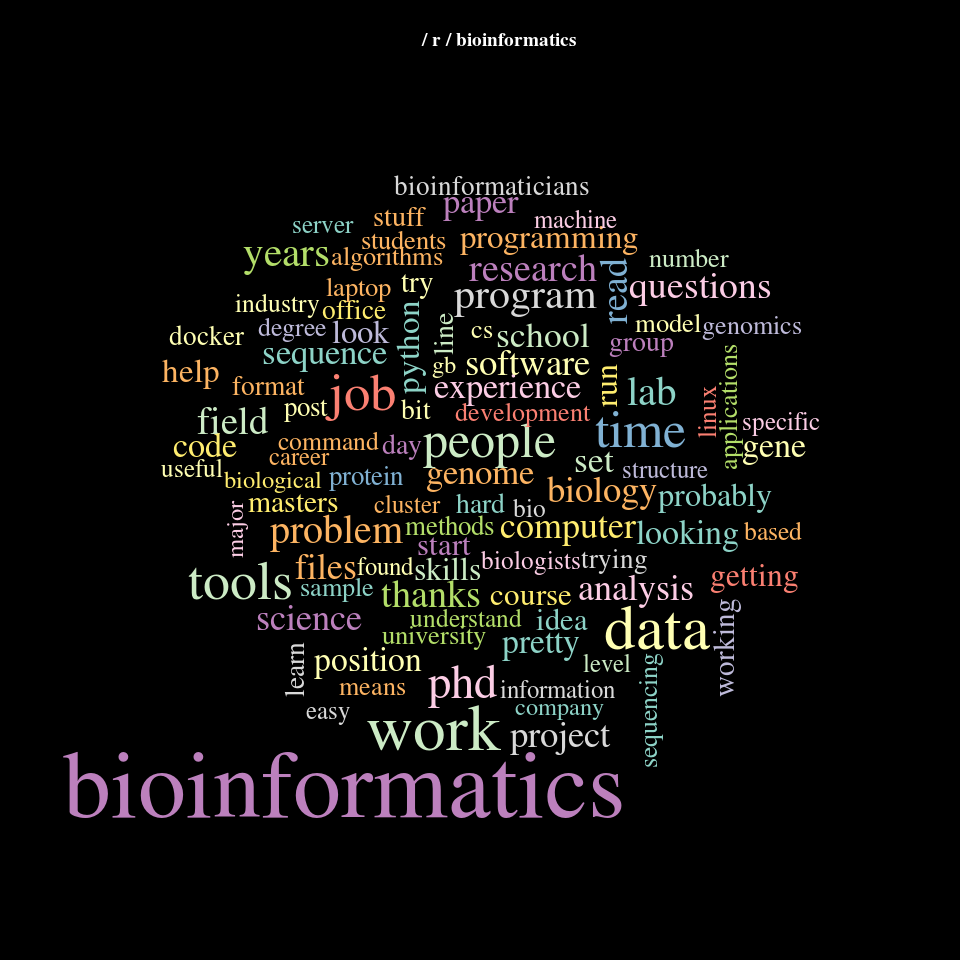 / r / bioinformatics
bioinformaticians
paper
stuff
machine
server
students
programming
years
algorithms
research
number
read
questions
laptop
try
program
industry
office
python
line
cs
school
model
genomics
docker
degree
look
group
sequence
software
gb
help
format
job
experience
run
lab
applications
linux
post
bit
development
time
specific
field
people
code
command
day
gene
career
set
structure
useful
biological
protein
genome
biology
probably
masters
cluster
hard
bio
major
problem
methods
computer
looking
based
start
biologists
trying
files
found
skills
tools
sample
thanks
course
analysis
getting
science
understand
idea
data
working
university
pretty
learn
position
level
sequencing
means
phd
information
easy
company
work
project
bioinformatics